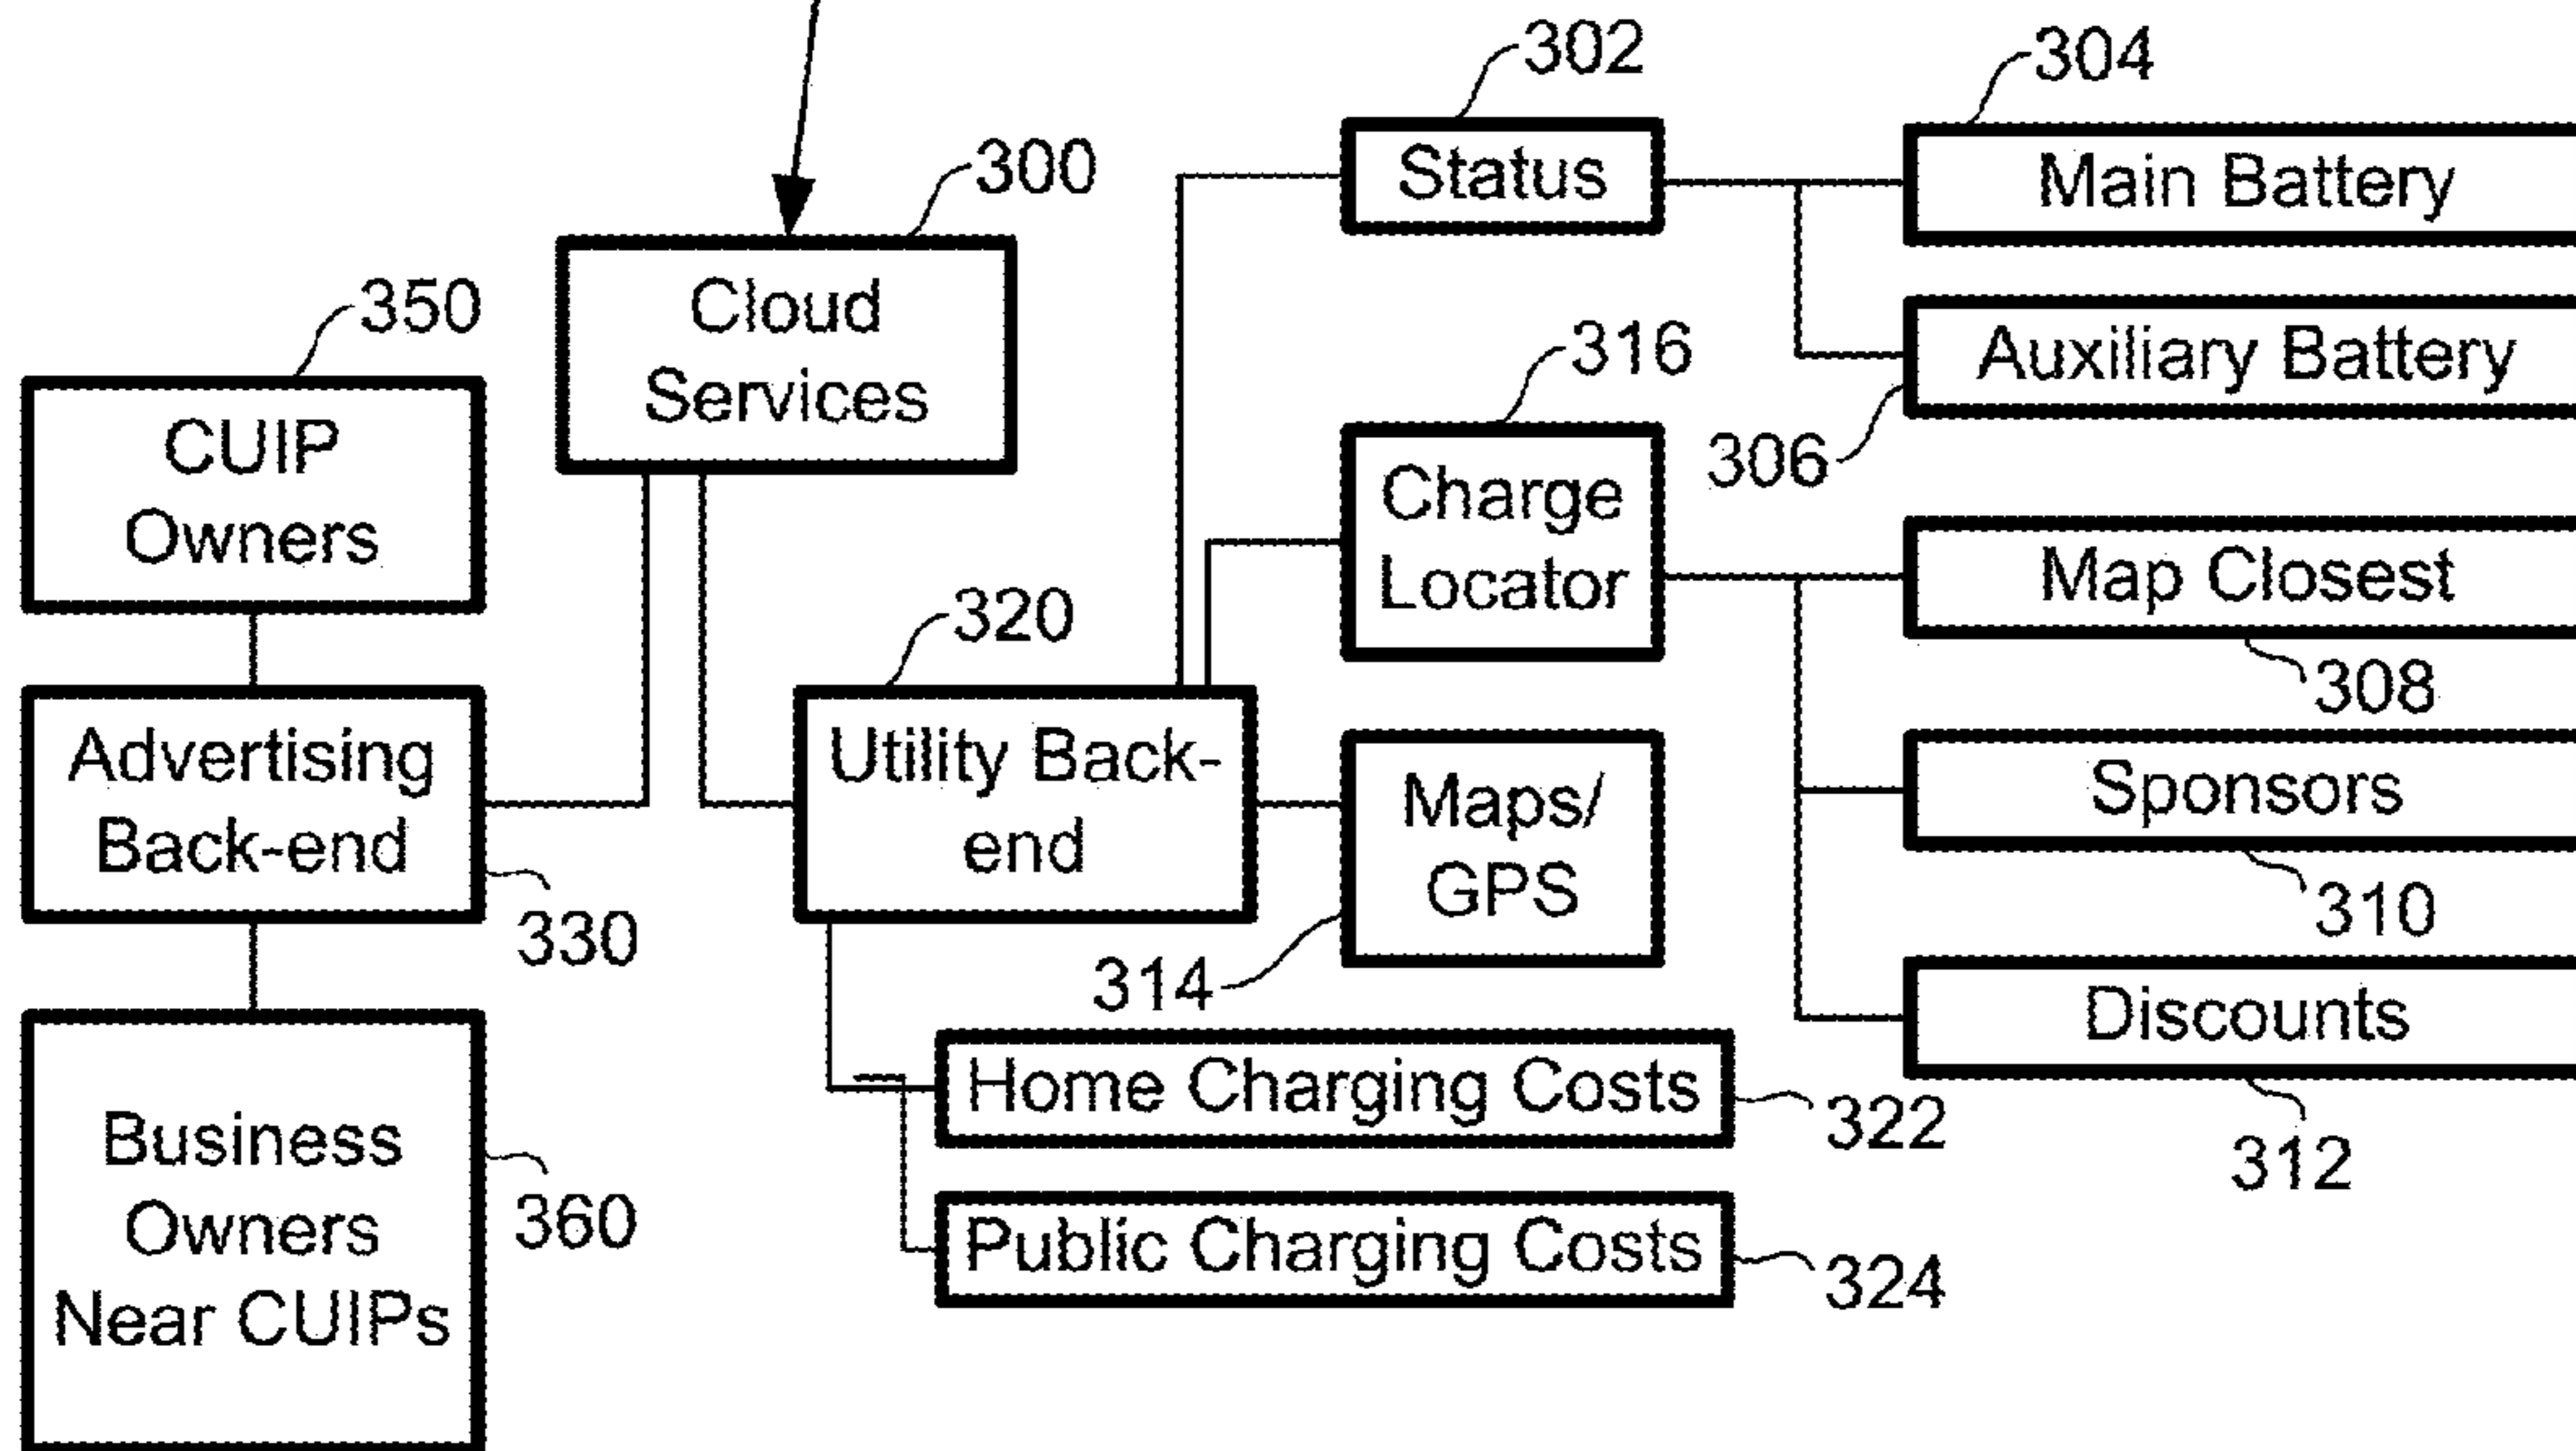 302
304
Status
Main Battery
300
Cloud
Services
350
316
Auxiliary Battery
306
CUIP
Owners
Charge
Locator
Map Closest
308
320
Advertising
Back-end
330
Utility Back-
end
Maps/
GPS
314
Sponsors
310
Discounts
312
Home Charging Costs
322
Business
Owners
Near CUIPs
360
Public Charging Costs
324